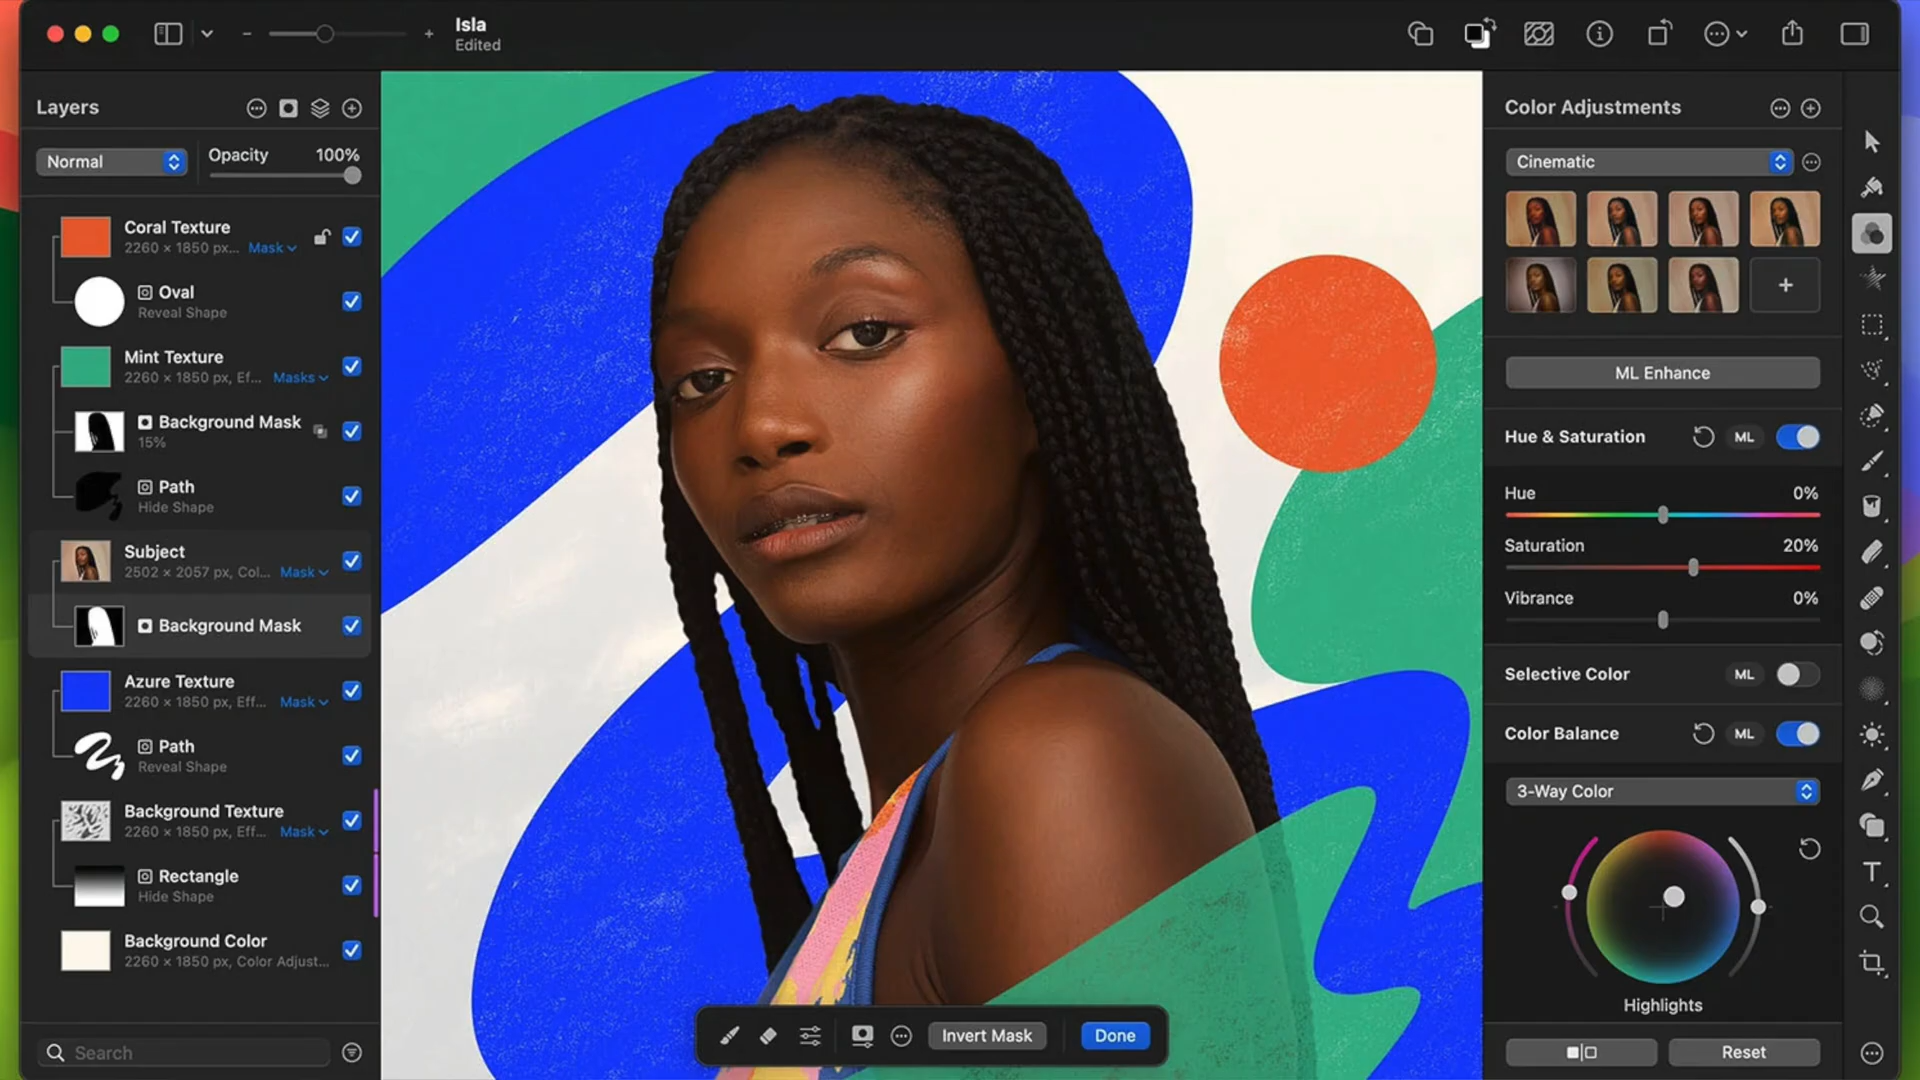 Isla
Edited
Layers
Normal
Opacity 100%
Coral Texture
2260 × 1850 px... Mask
Oval
Reveal Shape
Mint Texture
2260 × 1850 px, Ef... Masks
Background Mask
15%
Path
Hide Shape
Subject
2502 × 2057 px, Col... Mask
Background Mask
Azure Texture
2260 × 1850 px, Eff... Mask
Path
Reveal Shape
Background Texture
2260 × 1850 px, Eff... Mask
Rectangle
Hide Shape
Background Color
2260 × 1850 px, Color Adjust...
Search
Invert Mask
Done
Color Adjustments
Cinematic
ML Enhance
Hue & Saturation ML
Hue 0%
Saturation 20%
Vibrance 0%
Selective Color ML
Color Balance ML
3-Way Color
Highlights
Reset